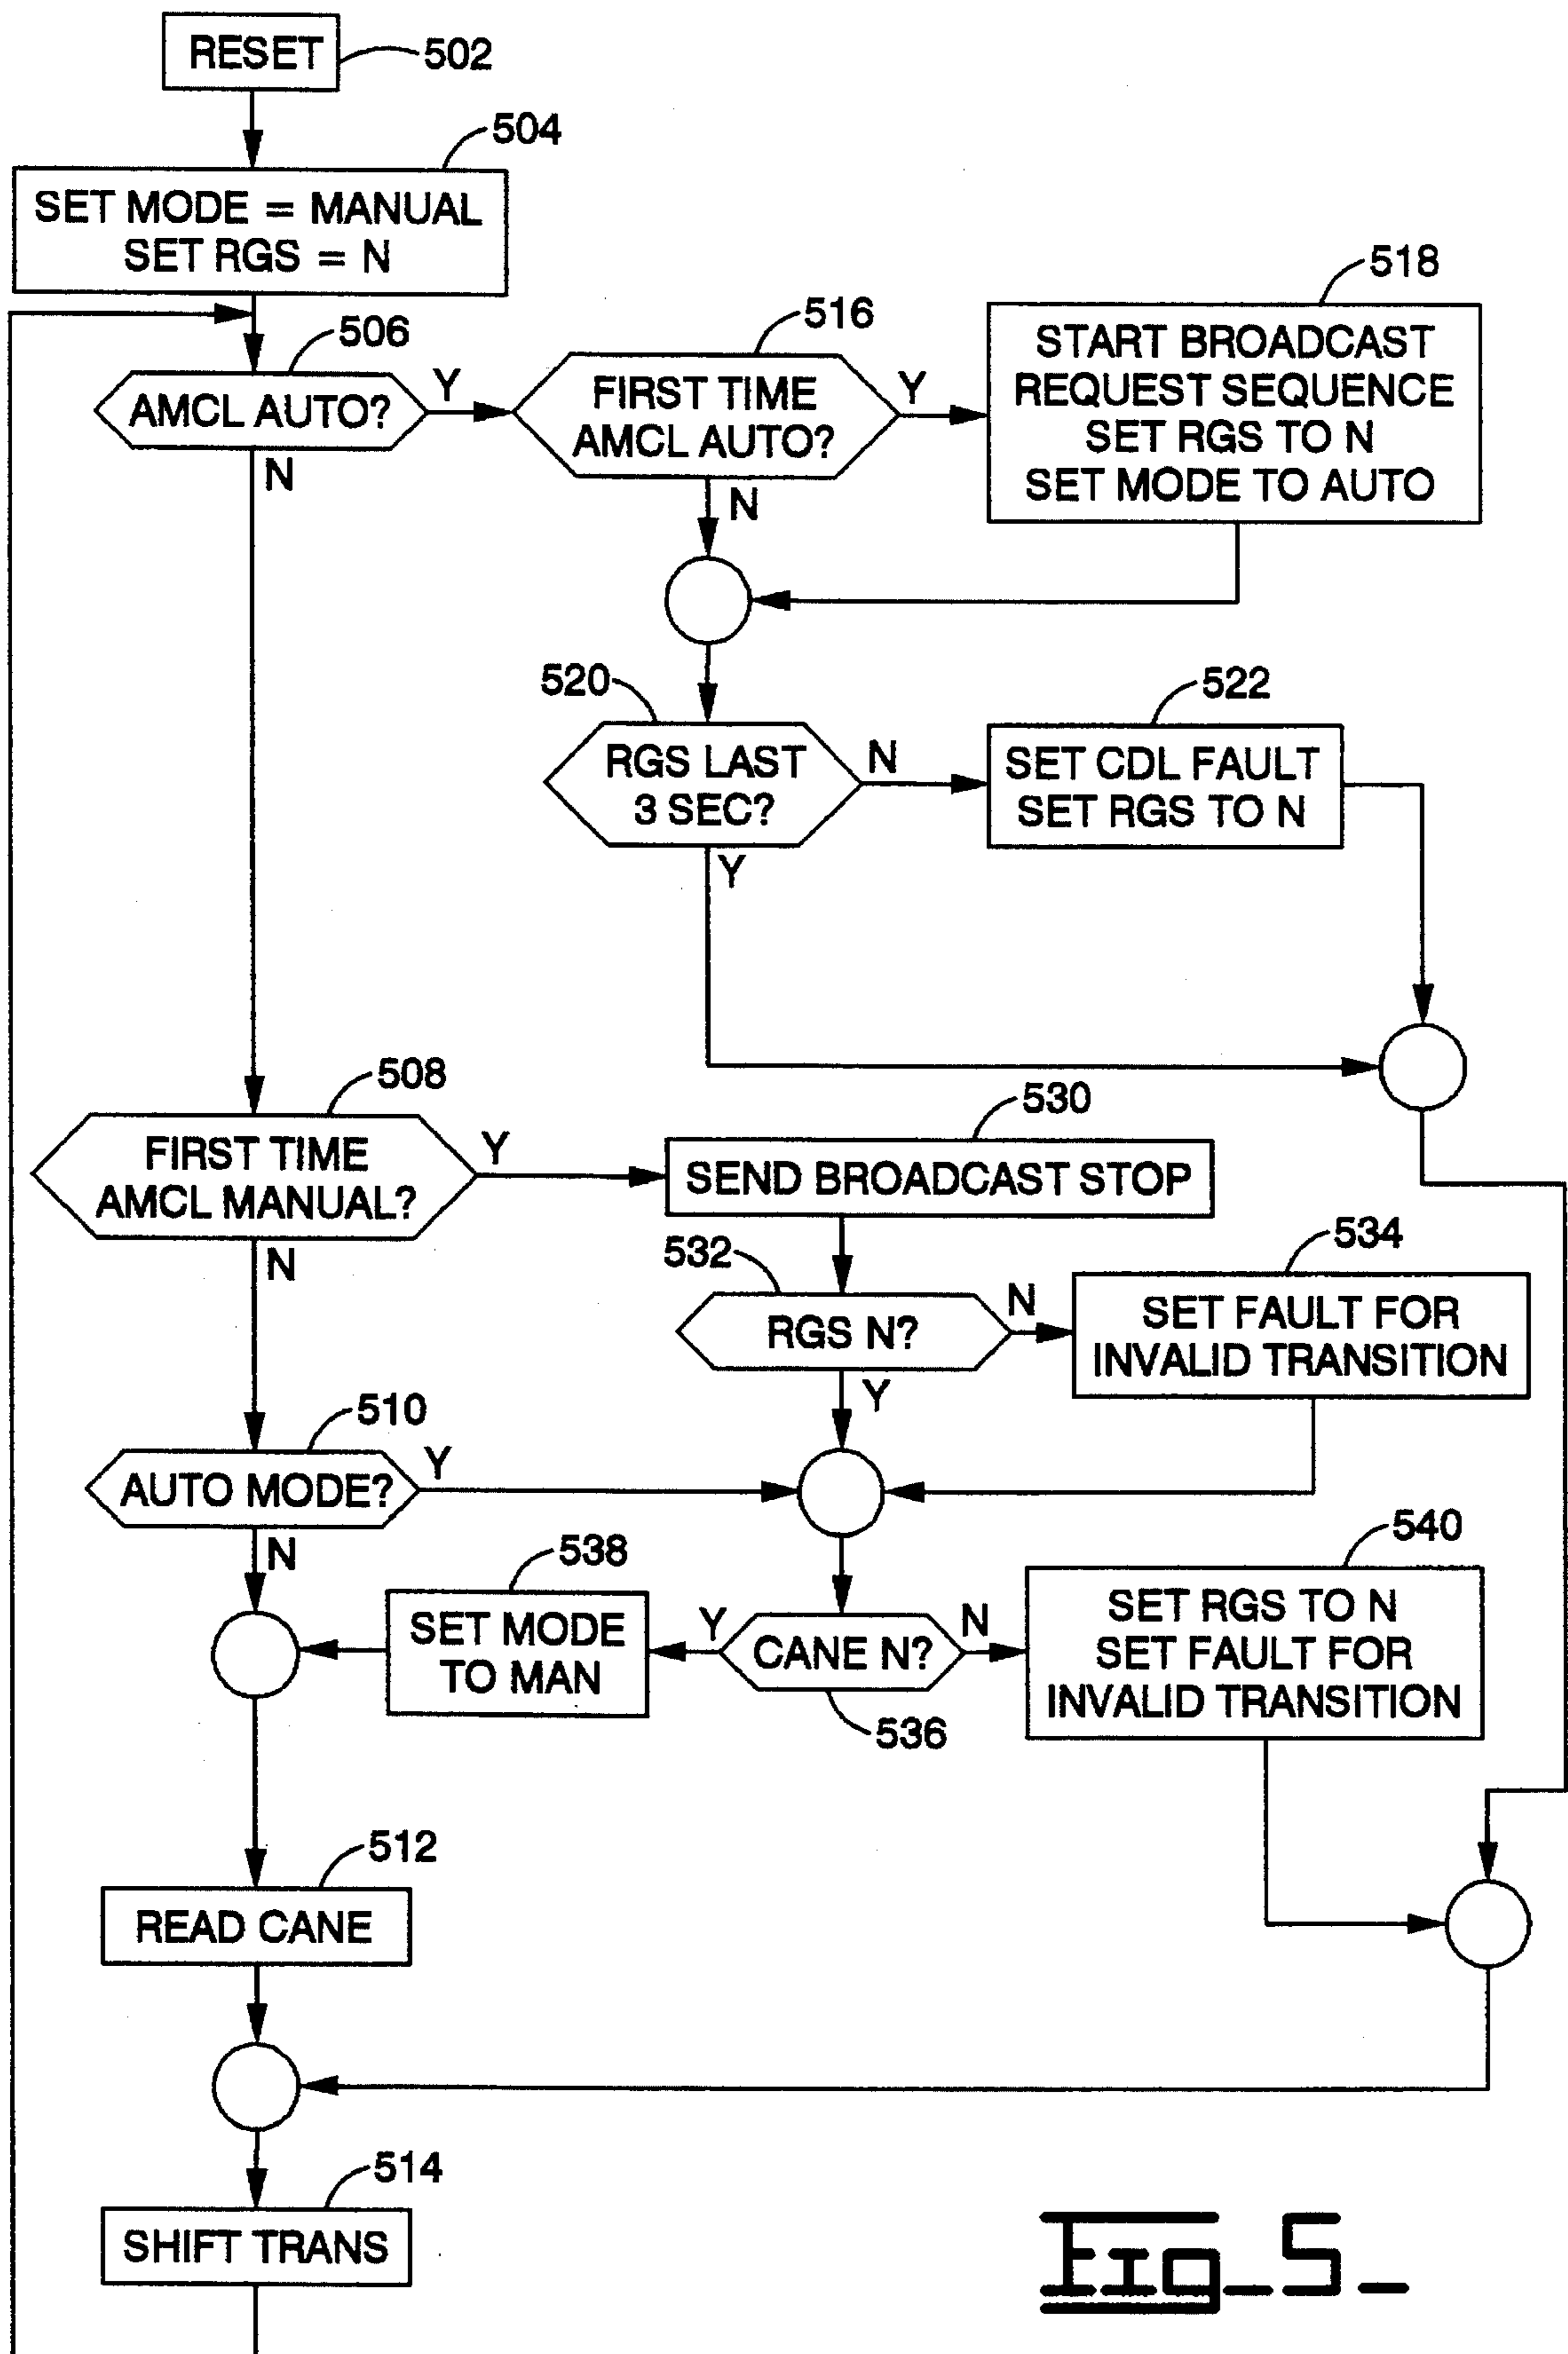 RESET
502
504
SET MODE = MANUAL
SET RGS = N
506
AMCL AUTO?
Y
N
516
FIRST TIME
AMCL AUTO?
Y
N
518
START BROADCAST
REQUEST SEQUENCE
SET RGS TO N
SET MODE TO AUTO
520
RGS LAST
3 SEC?
N
Y
522
SET CDL FAULT
SET RGS TO N
508
FIRST TIME
AMCL MANUAL?
Y
N
530
SEND BROADCAST STOP
532
RGS N?
N
Y
534
SET FAULT FOR
INVALID TRANSITION
510
AUTO MODE?
Y
N
538
SET MODE
TO MAN
Y
CANE N?
N
536
540
SET RGS TO N
SET FAULT FOR
INVALID TRANSITION
512
READ CANE
514
SHIFT TRANS
Fig_5_